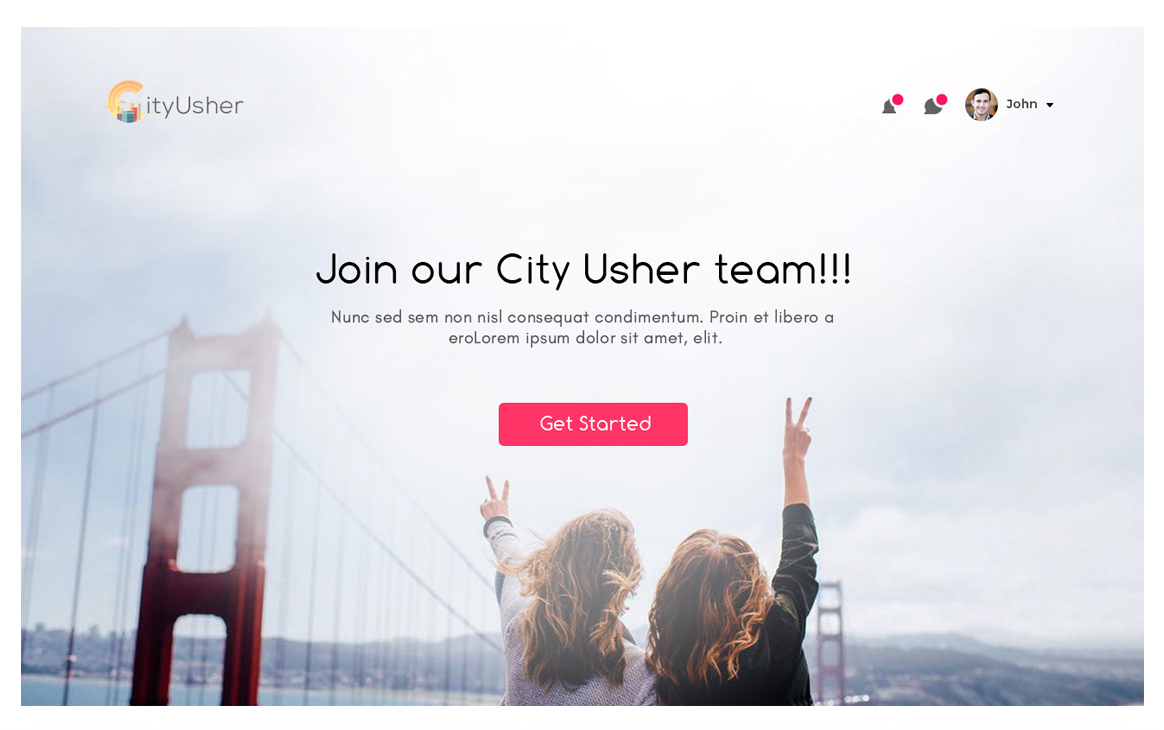 CityUsher
John
Join our City Usher team!!!
Nunc sed sem non nisl consequat condimentum. Proin et libero a
eroLorem ipsum dolor sit amet, elit.
Get Started